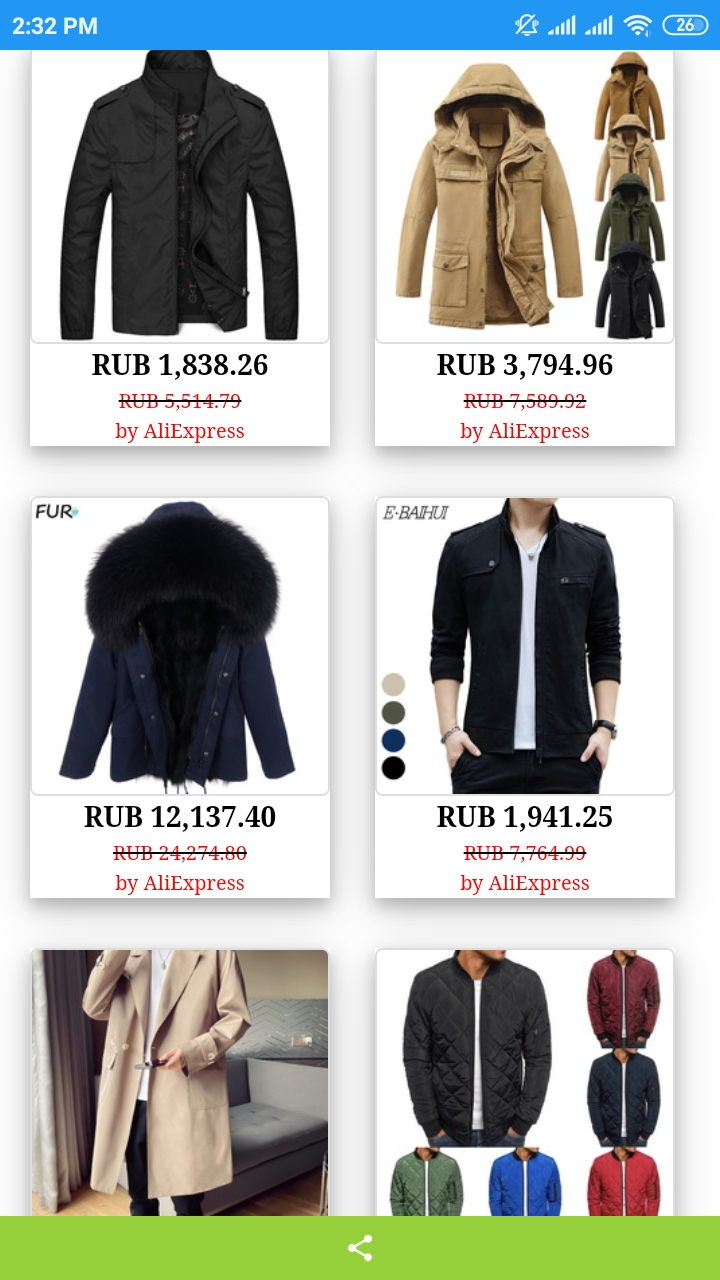 2:32 PM
26
RUB 1,838.26
RUB 5,514.79
by AliExpress
RUB 3,794.96
RUB 7,589.92
by AliExpress
FUR
RUB 12,137.40
RUB 24,274.80
by AliExpress
E·BAIHUI
RUB 1,941.25
RUB 7,764.99
by AliExpress